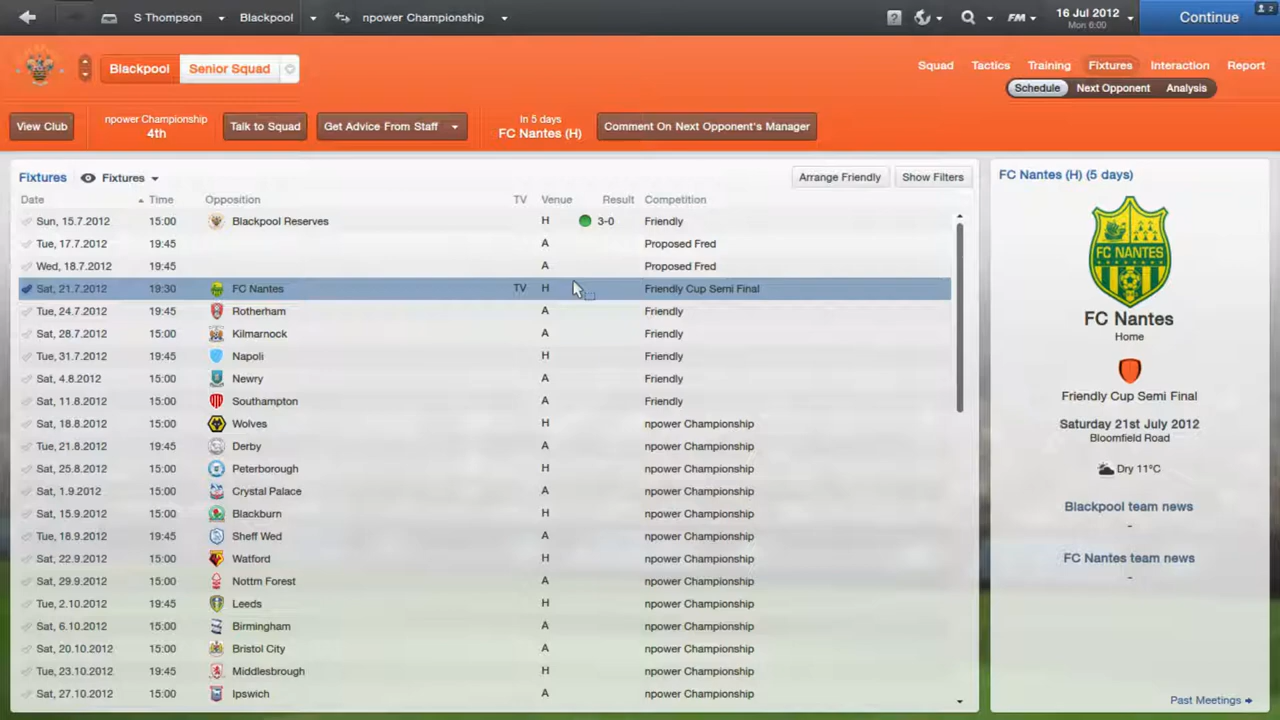 S Thompson Blackpool npower Championship FM 16 Jul 2012 Continue 2
Mon 6:00
Blackpool Senior Squad Squad Tactics Training Fixtures Interaction Report
Schedule Next Opponent Analysis
View Club npower Championship Talk to Squad Get Advice From Staff In 5 days Comment On Next Opponent's Manager
4th FC Nantes (H)
Fixtures Fixtures Arrange Friendly Show Filters
Date Time Opposition TV Venue Result Competition
Sun, 15.7.2012 15:00 Blackpool Reserves H 3-0 Friendly
Tue, 17.7.2012 19:45 A Proposed Fred
Wed, 18.7.2012 19:45 A Proposed Fred
Sat, 21.7.2012 19:30 FC Nantes TV H Friendly Cup Semi Final
Tue, 24.7.2012 19:45 Rotherham A Friendly
Sat, 28.7.2012 15:00 Kilmarnock A Friendly
Tue, 31.7.2012 19:45 Napoli H Friendly
Sat, 4.8.2012 15:00 Newry A Friendly
Sat, 11.8.2012 15:00 Southampton A Friendly
Sat, 18.8.2012 15:00 Wolves H npower Championship
Tue, 21.8.2012 19:45 Derby A npower Championship
Sat, 25.8.2012 15:00 Peterborough H npower Championship
Sat, 1.9.2012 15:00 Crystal Palace A npower Championship
Sat, 15.9.2012 15:00 Blackburn H npower Championship
Tue, 18.9.2012 19:45 Sheff Wed A npower Championship
Sat, 22.9.2012 15:00 Watford H npower Championship
Sat, 29.9.2012 15:00 Nottm Forest A npower Championship
Tue, 2.10.2012 19:45 Leeds H npower Championship
Sat, 6.10.2012 15:00 Birmingham A npower Championship
Sat, 20.10.2012 15:00 Bristol City A npower Championship
Tue, 23.10.2012 19:45 Middlesbrough H npower Championship
Sat, 27.10.2012 15:00 Ipswich A npower Championship
FC Nantes (H) (5 days)
FC NANTES
FC Nantes
Home
Friendly Cup Semi Final
Saturday 21st July 2012
Bloomfield Road
Dry 11°C
Blackpool team news
-
FC Nantes team news
-
Past Meetings